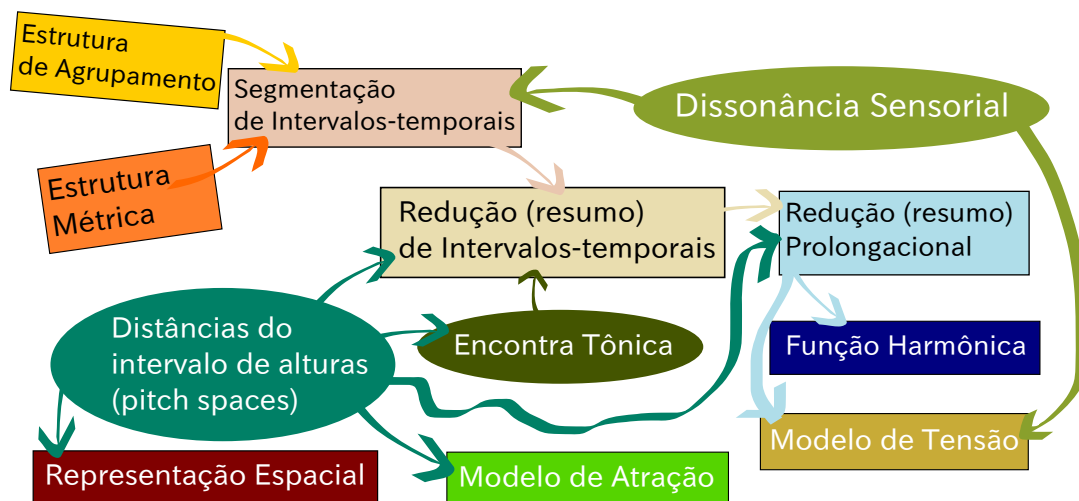 Estrutura
de Agrupamento
Segmentação
de Intervalos-temporais
Dissonância Sensorial
Estrutura
Métrica
Redução (resumo)
de Intervalos-temporais
Redução (resumo)
Prolongacional
Distâncias do
intervalo de alturas
(pitch spaces)
Encontra Tônica
Função Harmônica
Modelo de Tensão
Representação Espacial
Modelo de Atração